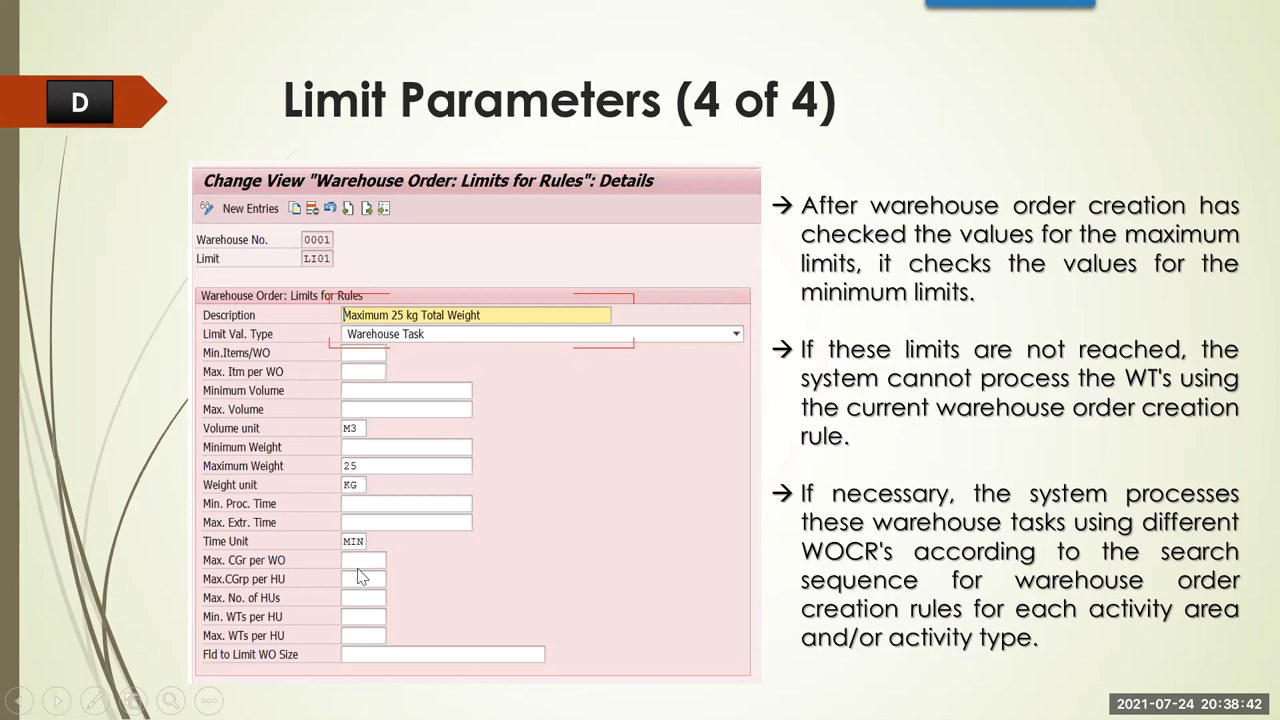 D
Limit Parameters (4 of 4)
Change View "Warehouse Order: Limits for Rules": Details
New Entries
Warehouse No. 0001
Limit LI01
Warehouse Order: Limits for Rules
Description Maximum 25 kg Total Weight
Limit Val. Type Warehouse Task
Min.Items/WO
Max. Itm per WO
Minimum Volume
Max. Volume
Volume unit M3
Minimum Weight
Maximum Weight 25
Weight unit KG
Min. Proc. Time
Max. Extr. Time
Time Unit MIN
Max. CGr per WO
Max.CGrp per HU
Max. No. of HUs
Min. WTs per HU
Max. WTs per HU
Fld to Limit WO Size
→ After warehouse order creation has
checked the values for the maximum
limits, it checks the values for the
minimum limits.
→ If these limits are not reached, the
system cannot process the WT's using
the current warehouse order creation
rule.
→ If necessary, the system processes
these warehouse tasks using different
WOCR's according to the search
sequence for warehouse order
creation rules for each activity area
and/or activity type.
2021-07-24 20:38:42